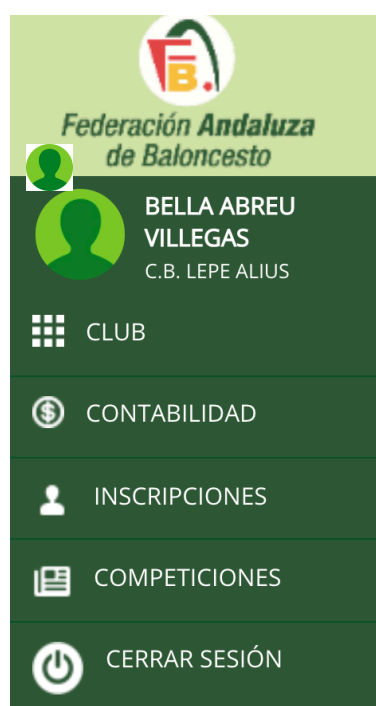 FB.
Federación Andaluza
de Baloncesto
BELLA ABREU
VILLEGAS
C.B. LEPE ALIUS
CLUB
CONTABILIDAD
INSCRIPCIONES
COMPETICIONES
CERRAR SESIÓN